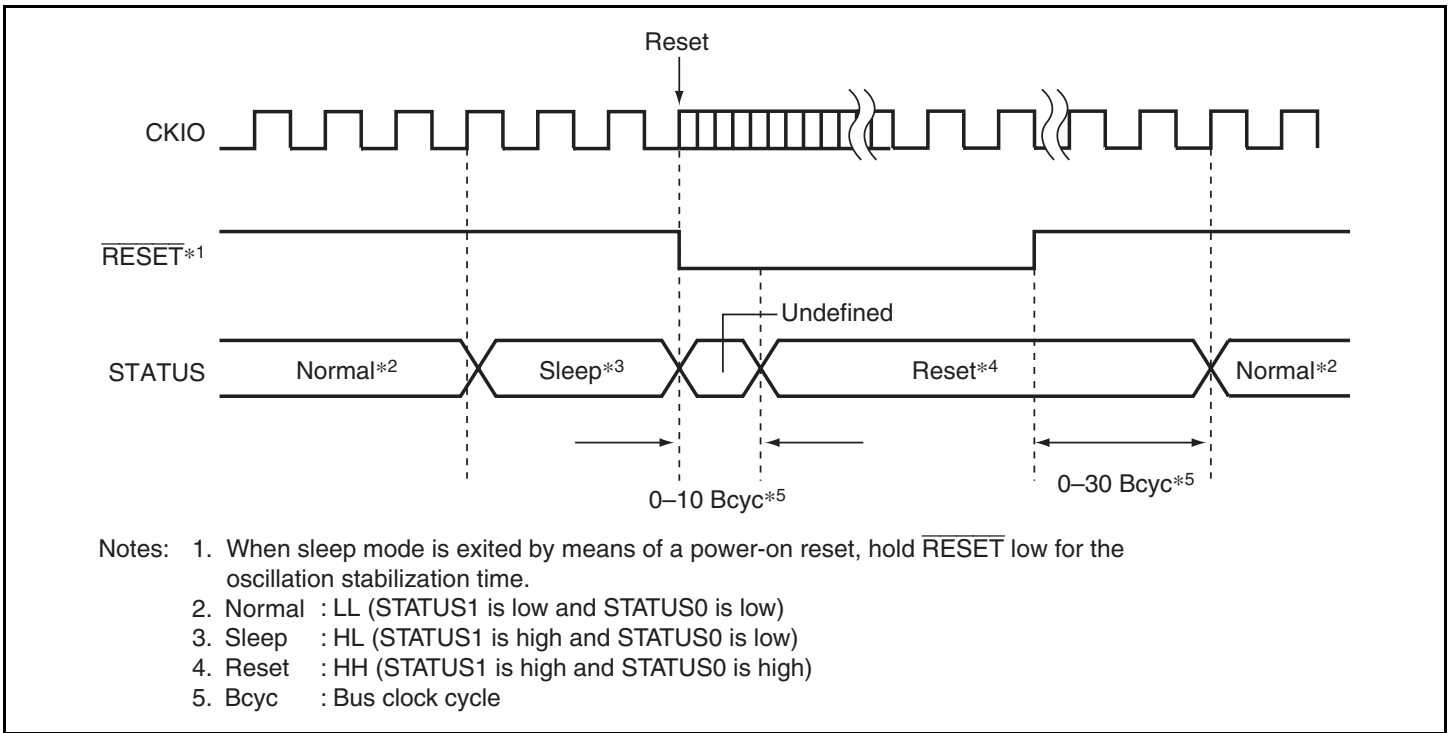 Reset
CKIO
RESET*1
Undefined
STATUS
Normal*2
Sleep*3
Reset*4
Normal*2
0–10 Bcyc*5
0–30 Bcyc*5
Notes: 1. When sleep mode is exited by means of a power-on reset, hold RESET low for the
oscillation stabilization time.
2. Normal : LL (STATUS1 is low and STATUS0 is low)
3. Sleep : HL (STATUS1 is high and STATUS0 is low)
4. Reset : HH (STATUS1 is high and STATUS0 is high)
5. Bcyc : Bus clock cycle